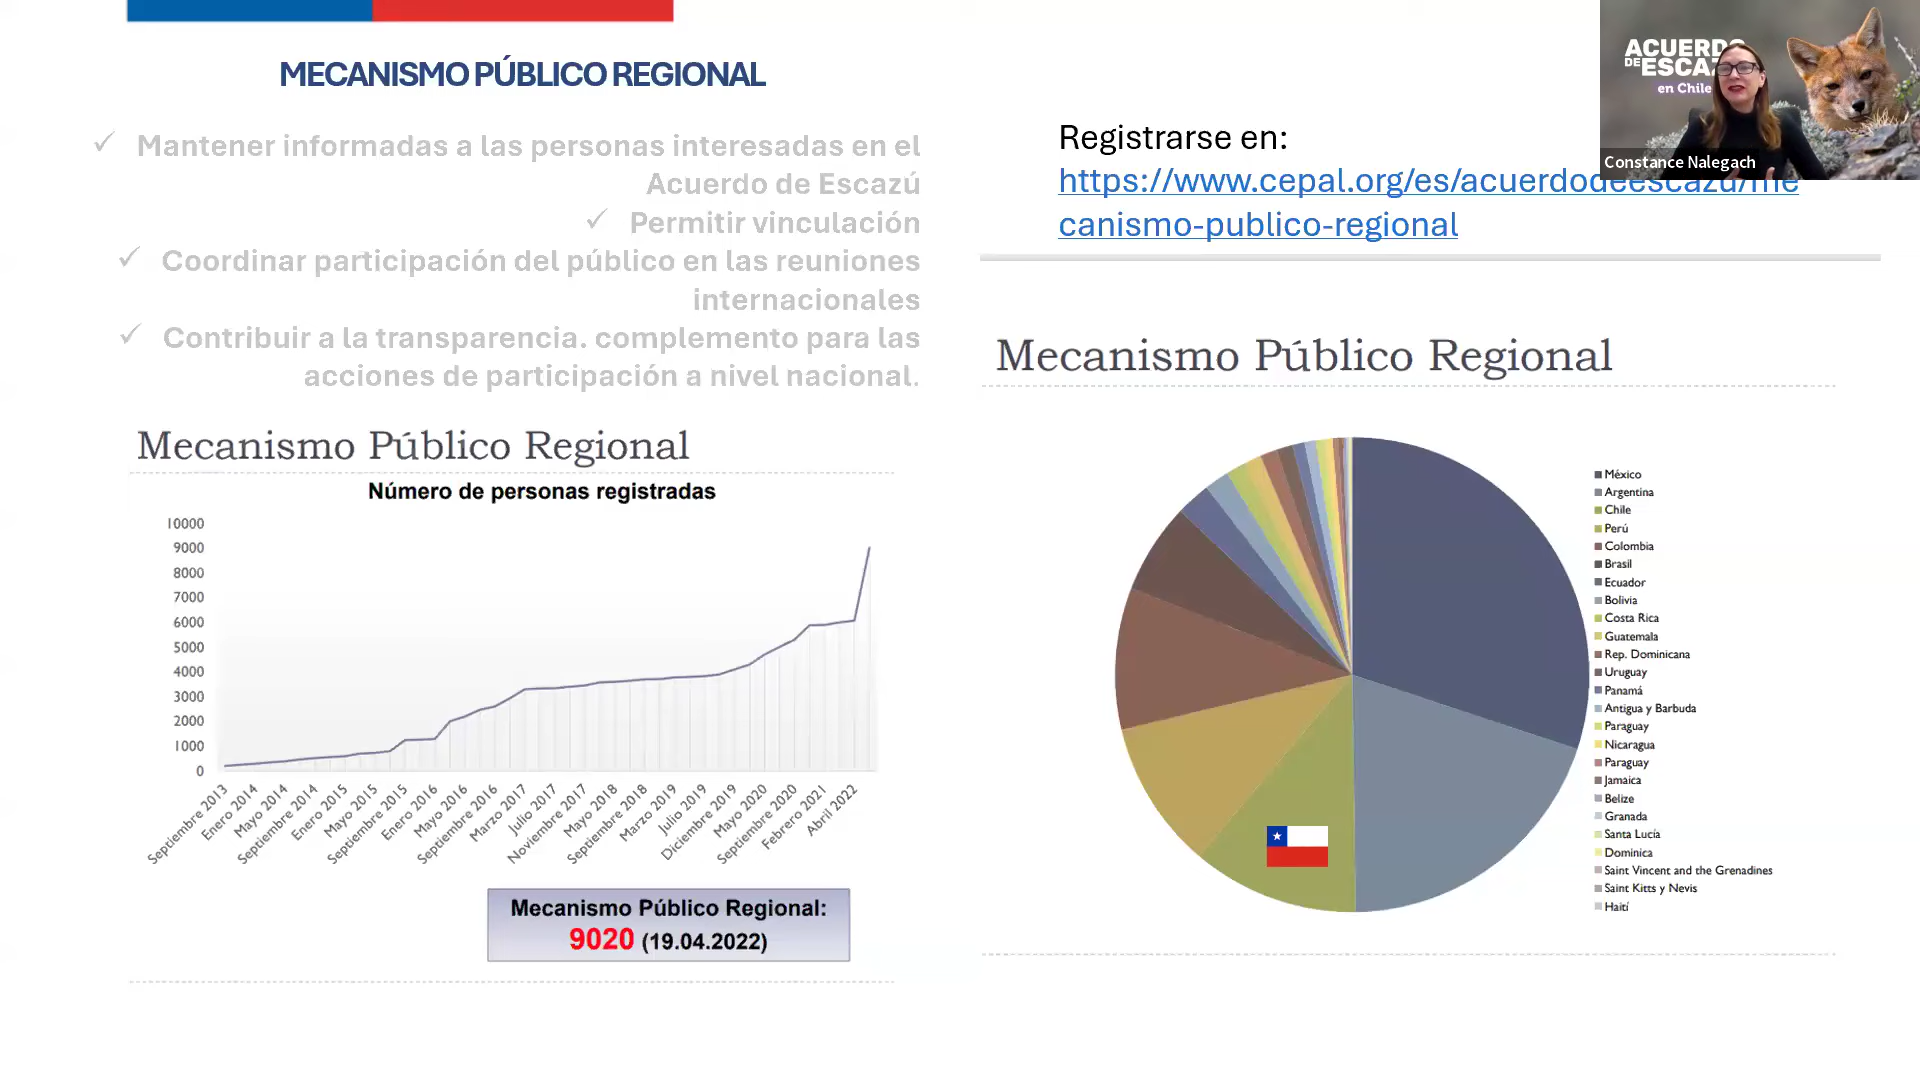 MECANISMO PÚBLICO REGIONAL
✓ Mantener informadas a las personas interesadas en el
Acuerdo de Escazú
✓ Permitir vinculación
✓ Coordinar participación del público en las reuniones
internacionales
✓ Contribuir a la transparencia. complemento para las
acciones de participación a nivel nacional.
Mecanismo Público Regional
Número de personas registradas
10000
9000
8000
7000
6000
5000
4000
3000
2000
1000
0
Septiembre 2013
Enero 2014
Mayo 2014
Septiembre 2014
Enero 2015
Mayo 2015
Septiembre 2015
Enero 2016
Mayo 2016
Septiembre 2016
Marzo 2017
Julio 2017
Noviembre 2017
Mayo 2018
Septiembre 2018
Marzo 2019
Julio 2019
Diciembre 2019
Mayo 2020
Septiembre 2020
Febrero 2021
Abril 2022
Mecanismo Público Regional:
9020 (19.04.2022)
Registrarse en:
https://www.cepal.org/es/acuerdodeescazu/me
canismo-publico-regional
Mecanismo Público Regional
México
Argentina
Chile
Perú
Colombia
Brasil
Ecuador
Bolivia
Costa Rica
Guatemala
Rep. Dominicana
Uruguay
Panamá
Antigua y Barbuda
Paraguay
Nicaragua
Paraguay
Jamaica
Belize
Granada
Santa Lucía
Dominica
Saint Vincent and the Grenadines
Saint Kitts y Nevis
Haití
ACUERDO
DE ESCAZ
en Chile
Constance Nalegach